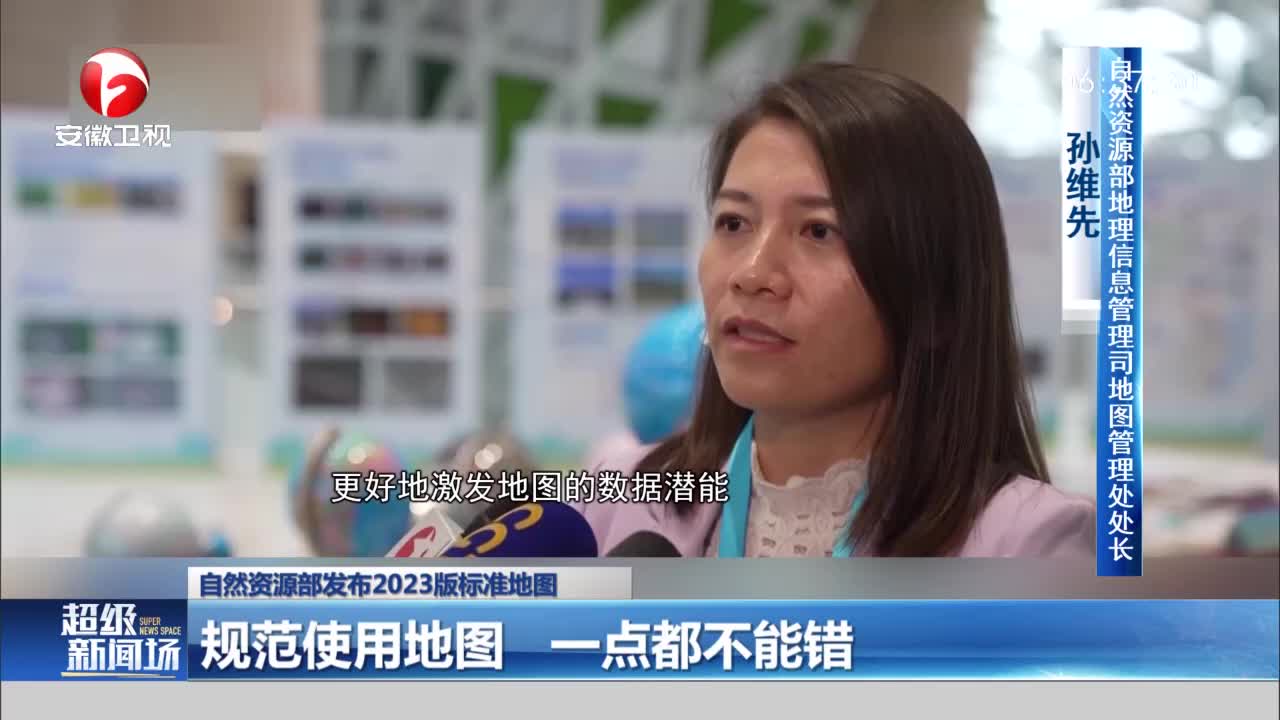 安徽卫视
自然资源部地理信息管理司地图管理处处长
孙维先
更好地激发地图的数据潜能
自然资源部发布2023版标准地图
超级新闻场
SUPER
NEWS SPACE
规范使用地图 一点都不能错